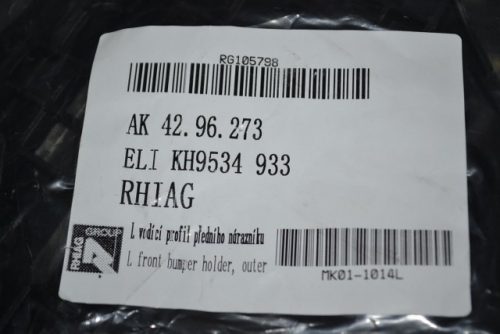 RG105798
AK 42.96.273
ELI KH9534 933
RHIAG
L vodící profil předního nárazníku
L front bumper holder, outer
RHIAG GROUP
MK01-1014L